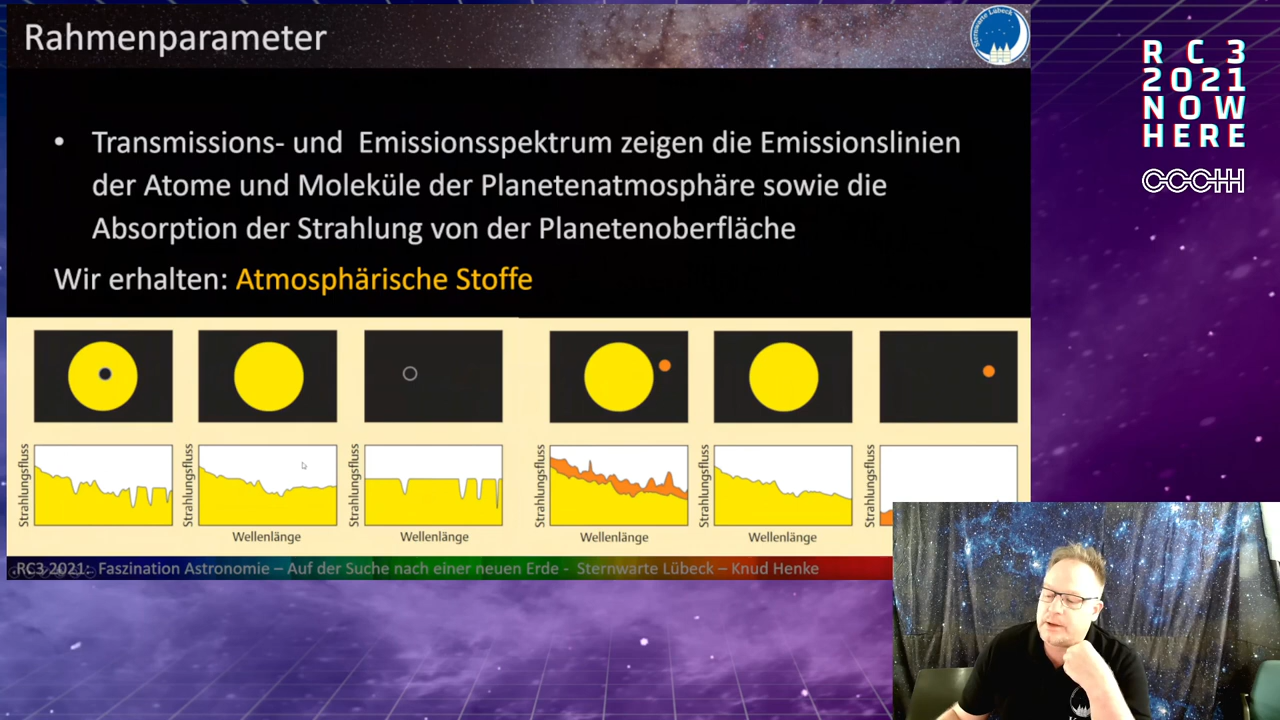 Rahmenparameter
Sternwarte Lübeck
RC3
2021
NOW
HERE
CCCHH
• Transmissions- und Emissionsspektrum zeigen die Emissionslinien
der Atome und Moleküle der Planetenatmosphäre sowie die
Absorption der Strahlung von der Planetenoberfläche
Wir erhalten: Atmosphärische Stoffe
Strahlungsfluss
Strahlungsfluss
Strahlungsfluss
Strahlungsfluss
Strahlungsfluss
Strahlungsfluss
Wellenlänge
Wellenlänge
Wellenlänge
Wellenlänge
RC3 2021: Faszination Astronomie – Auf der Suche nach einer neuen Erde - Sternwarte Lübeck – Knud Henke